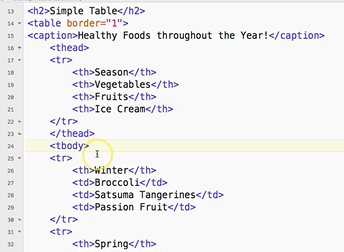 13 <h2>Simple Table</h2>
14 <table border="1">
15 <caption>Healthy Foods throughout the Year!</caption>
16 <thead>
17 <tr>
18 <th>Season</th>
19 <th>Vegetables</th>
20 <th>Fruits</th>
21 <th>Ice Cream</th>
22 </tr>
23 </thead>
24 <tbody>
25 <tr>
26 <th>Winter</th>
27 <td>Broccoli</td>
28 <td>Satsuma Tangerines</td>
29 <td>Passion Fruit</td>
30 </tr>
31 <tr>
32 <th>Spring</th>